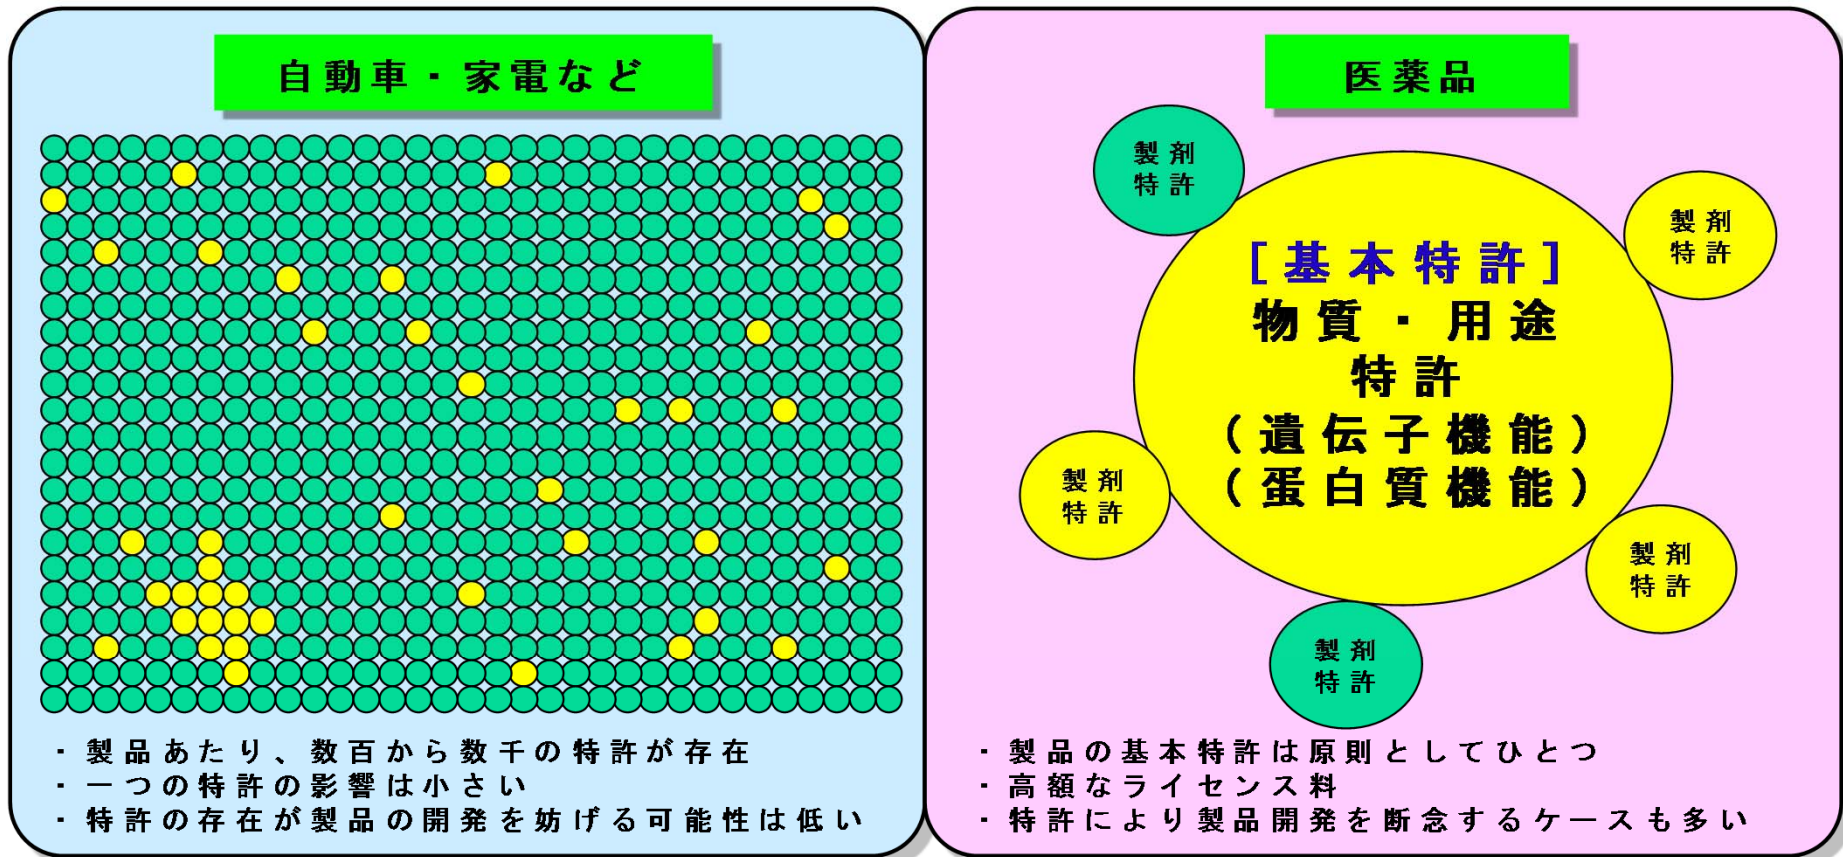 自動車・家電など
・製品あたり、数百から数千の特許が存在
・一つの特許の影響は小さい
・特許の存在が製品の開発を妨げる可能性は低い
医薬品
製剤
特許
製剤
特許
[基本特許]
物質・用途
特許
(遺伝子機能)
(蛋白質機能)
製剤
特許
製剤
特許
製剤
特許
・製品の基本特許は原則としてひとつ
・高額なライセンス料
・特許により製品開発を断念するケースも多い